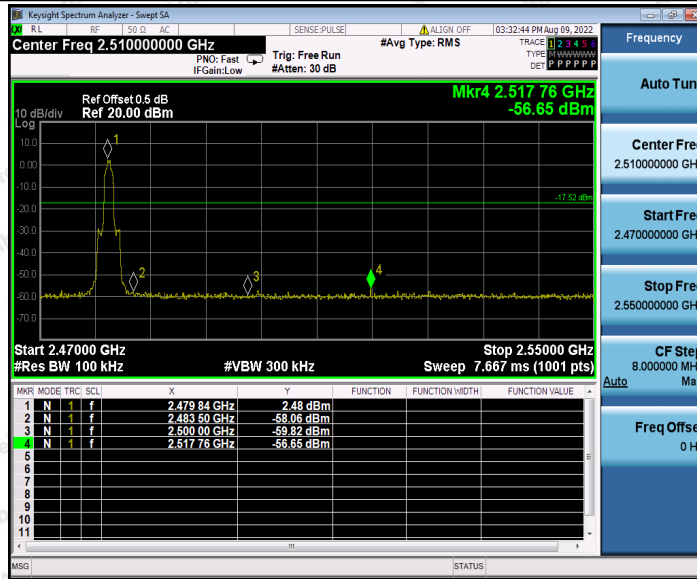 Keysight Spectrum Analyzer - Swept SA
LXI RL RF 50 Ω AC SENSE:PULSE ALIGN OFF 03:32:44 PM Aug 09, 2022
Center Freq 2.510000000 GHz
PNO: Fast
IFGain:Low
Trig: Free Run
#Atten: 30 dB
#Avg Type: RMS
TRACE 1 2 3 4 5 6
TYPE M WWWWW
DET P P P P P P
Mkr4 2.517 76 GHz
-56.65 dBm
Ref Offset 0.5 dB
10 dB/div Ref 20.00 dBm
Log
10.0
0.00
-10.0
-20.0
-30.0
-40.0
-50.0
-60.0
-70.0
1
2
3
4
-17.52 dBm
Start 2.47000 GHz Stop 2.55000 GHz
#Res BW 100 kHz #VBW 300 kHz Sweep 7.667 ms (1001 pts)
MKR MODE TRC SCL X Y FUNCTION FUNCTION WIDTH FUNCTION VALUE
1 N 1 f 2.479 84 GHz 2.48 dBm
2 N 1 f 2.483 50 GHz -58.06 dBm
3 N 1 f 2.500 00 GHz -59.82 dBm
4 N 1 f 2.517 76 GHz -56.65 dBm
5
6
7
8
9
10
11
MSG STATUS
Frequency
Auto Tun
Center Fre
2.510000000 GH
Start Fre
2.470000000 GH
Stop Fre
2.550000000 GH
CF Step
8.000000 MH
Auto Ma
Freq Offse
0 H